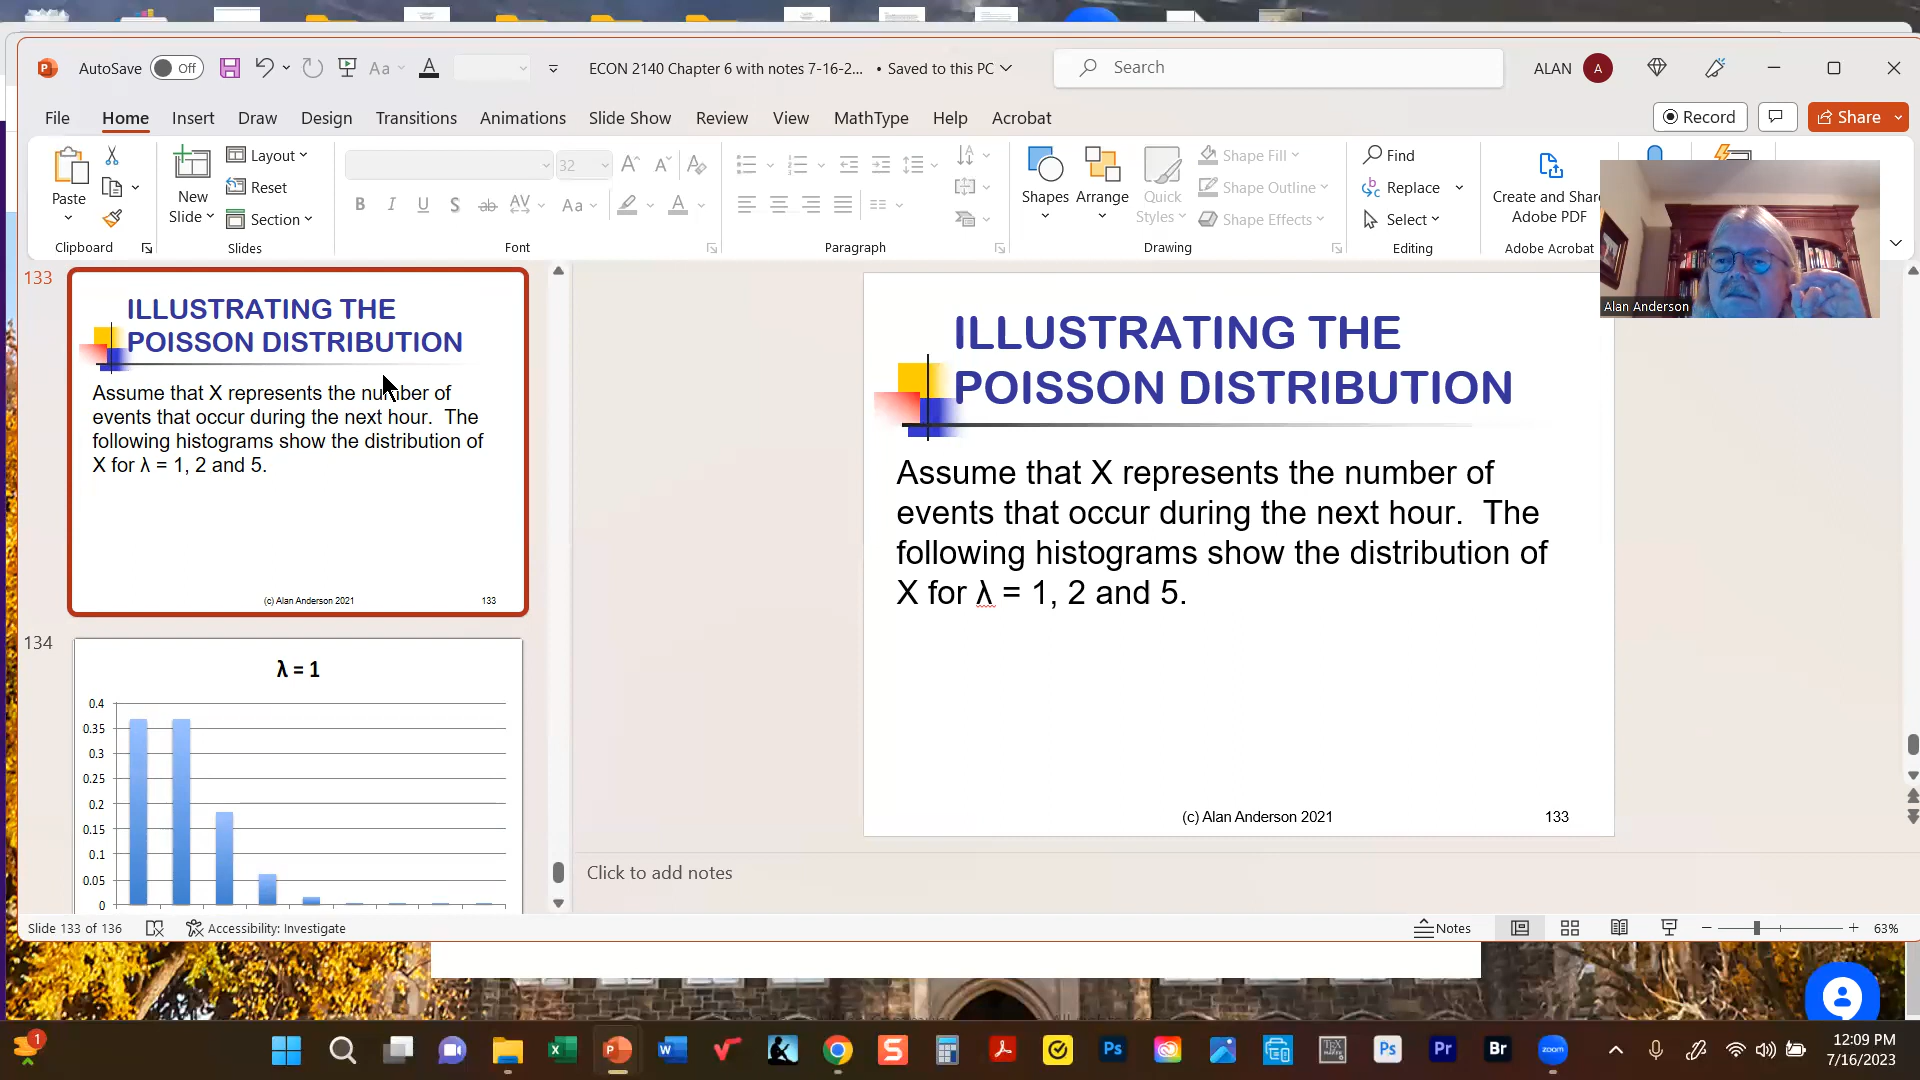 AutoSave Off
ECON 2140 Chapter 6 with notes 7-16-2... • Saved to this PC
Search
ALAN A
File Home Insert Draw Design Transitions Animations Slide Show Review View MathType Help Acrobat
Record
Share
Paste
Clipboard
New
Slide
Layout
Reset
Section
Slides
32
Font
Paragraph
Shapes
Arrange
Quick
Styles
Shape Fill
Shape Outline
Shape Effects
Drawing
Find
Replace
Select
Editing
Create and Share
Adobe PDF
Adobe Acrobat
Alan Anderson
133
ILLUSTRATING THE
POISSON DISTRIBUTION
Assume that X represents the number of
events that occur during the next hour. The
following histograms show the distribution of
X for λ = 1, 2 and 5.
(c) Alan Anderson 2021
133
134
λ = 1
0.4
0.35
0.3
0.25
0.2
0.15
0.1
0.05
0
ILLUSTRATING THE
POISSON DISTRIBUTION
Assume that X represents the number of
events that occur during the next hour. The
following histograms show the distribution of
X for λ = 1, 2 and 5.
(c) Alan Anderson 2021
133
Click to add notes
Slide 133 of 136
Accessibility: Investigate
Notes
63%
1
zoom
Ps
Ps
Pr
Br
12:09 PM
7/16/2023